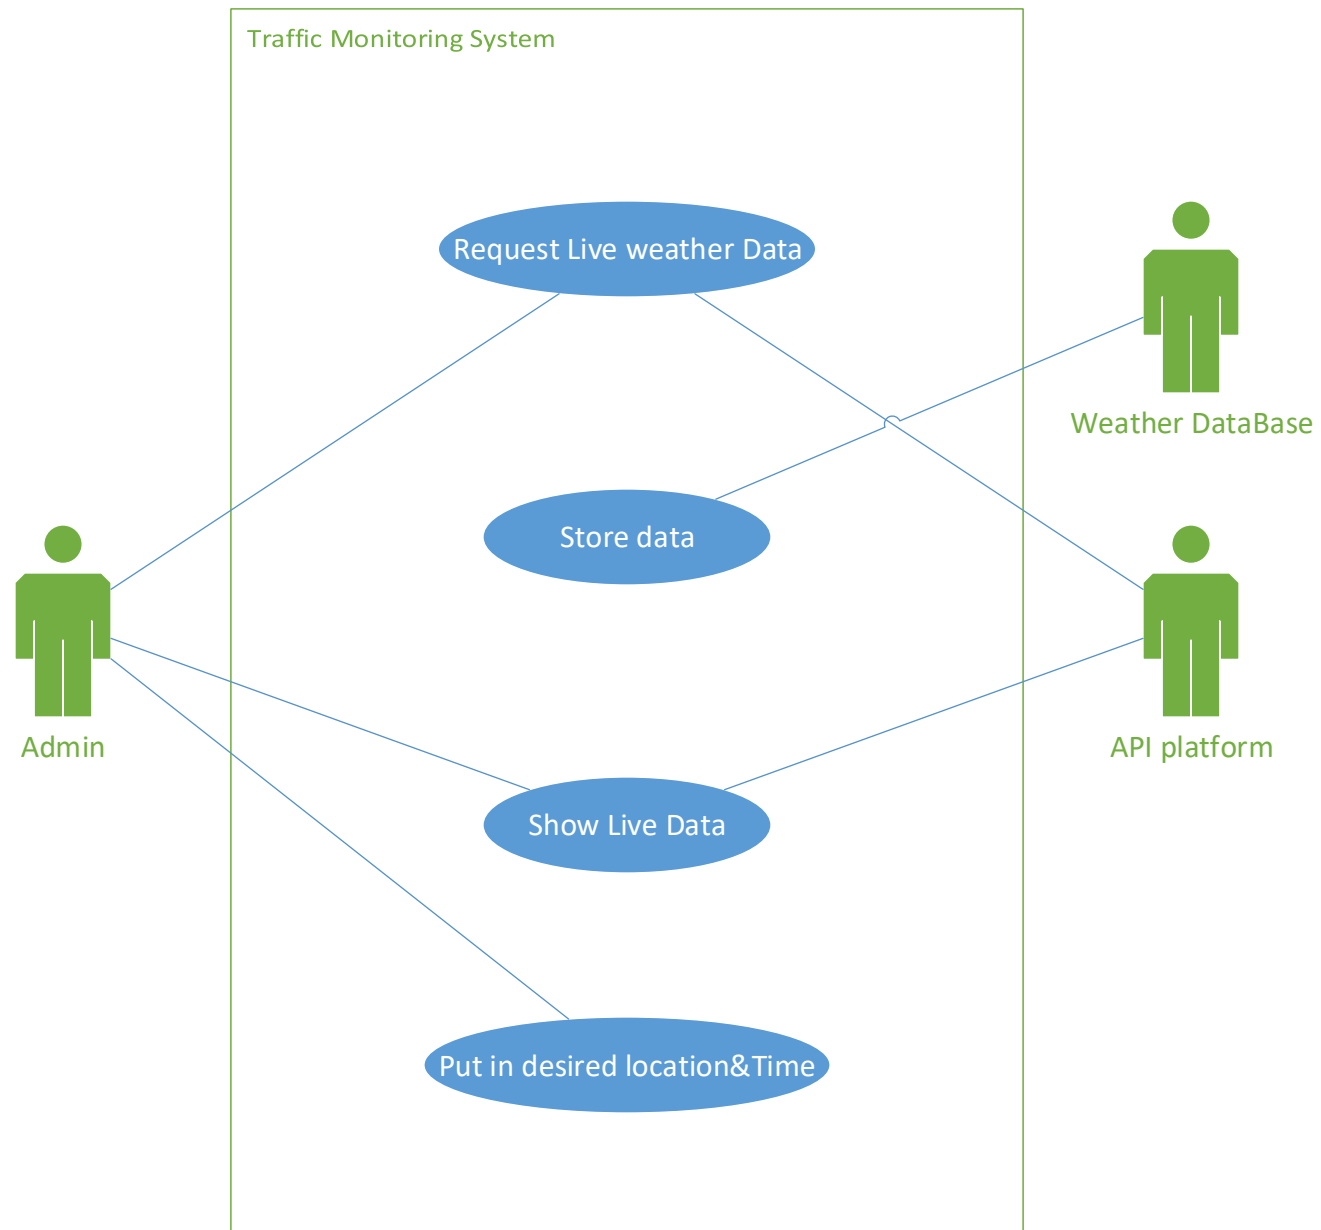 Traffic Monitoring System
Request Live weather Data
Weather DataBase
Store data
Admin
API platform
Show Live Data
Put in desired location&Time